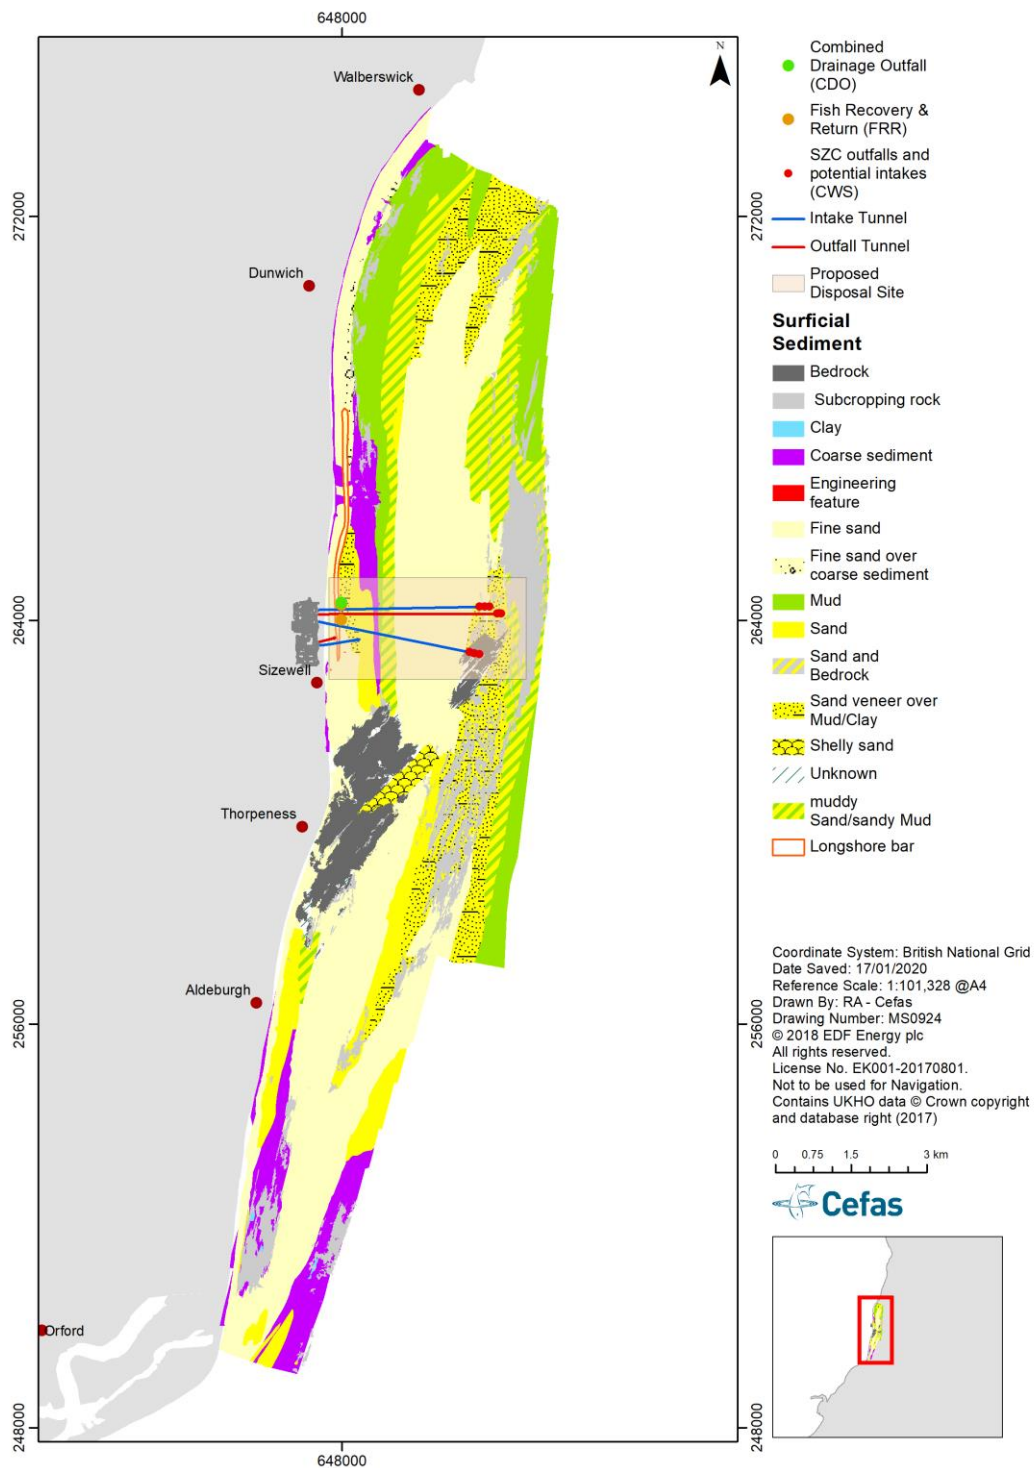 648000
N
Walberswick
272000
272000
Dunwich
264000
264000
Sizewell
Thorpeness
Aldeburgh
256000
256000
Orford
248000
248000
648000
Combined
Drainage Outfall
(CDO)
Fish Recovery &
Return (FRR)
SZC outfalls and
potential intakes
(CWS)
Intake Tunnel
Outfall Tunnel
Proposed
Disposal Site
Surficial
Sediment
Bedrock
Subcropping rock
Clay
Coarse sediment
Engineering
feature
Fine sand
Fine sand over
coarse sediment
Mud
Sand
Sand and
Bedrock
Sand veneer over
Mud/Clay
Shelly sand
Unknown
muddy
Sand/sandy Mud
Longshore bar
Coordinate System: British National Grid
Date Saved: 17/01/2020
Reference Scale: 1:101,328 @A4
Drawn By: RA - Cefas
Drawing Number: MS0924
© 2018 EDF Energy plc
All rights reserved.
License No. EK001-20170801.
Not to be used for Navigation.
Contains UKHO data © Crown copyright
and database right (2017)
0 0.75 1.5 3 km
Cefas